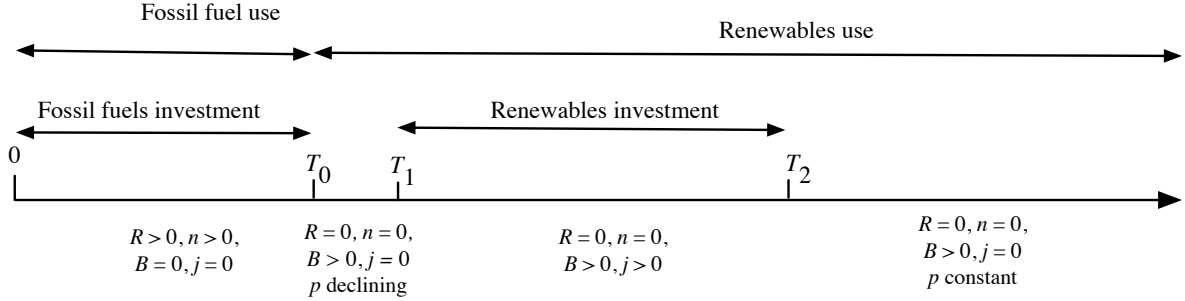 Fossil fuel use
Renewables use
Fossil fuels investment
Renewables investment
0
T0
T1
T2
R > 0, n > 0,
B = 0, j = 0
R = 0, n = 0,
B > 0, j = 0
p declining
R = 0, n = 0,
B > 0, j > 0
R = 0, n = 0,
B > 0, j = 0
p constant